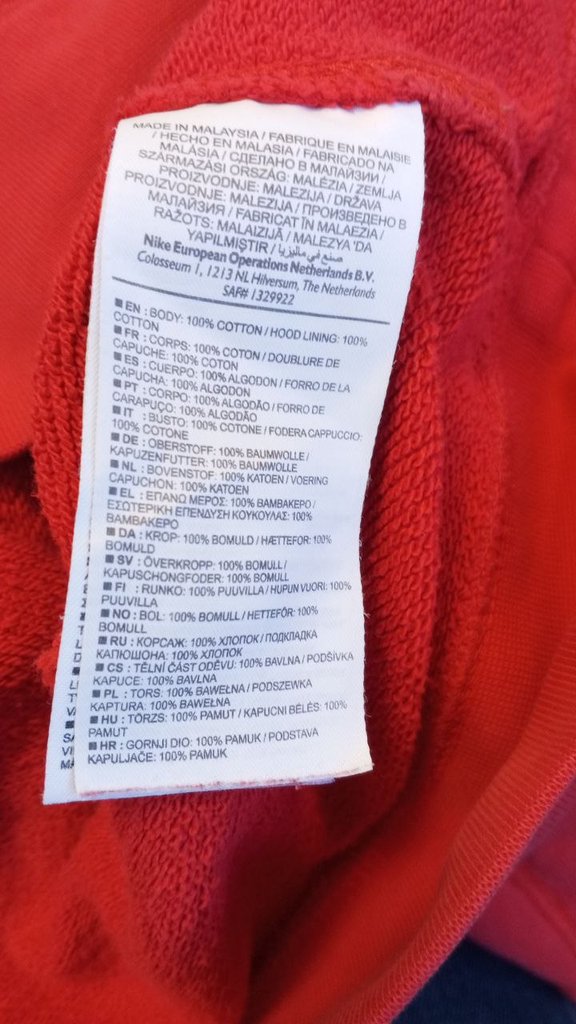 MADE IN MALAYSIA / FABRIQUE EN MALAISIE
/ HECHO EN MALASIA / FABRICADO NA
MALÁSIA / СДЕЛАНО В МАЛАЙЗИИ /
SZÁRMAZÁSI ORSZÁG: MALÉZIA / ZEMLJA
PROIZVODNJE: MALEZIJA / DRŽAVA
PROIZVODNJE: MALEZIJA / ПРОИЗВЕДЕНО В
МАЛАЙЗИЯ / FABRICAT ÎN MALAEZIA /
RAŽOTS: MALAIZIJĀ / MALEZYA 'DA
YAPILMIŞTIR / صنع في ماليزيا
Nike European Operations Netherlands B.V.
Colosseum 1, 1213 NL Hilversum, The Netherlands
SAF# 1329922
■ EN : BODY: 100% COTTON / HOOD LINING: 100%
COTTON
■ FR : CORPS: 100% COTON / DOUBLURE DE
CAPUCHE: 100% COTON
■ ES : CUERPO: 100% ALGODON / FORRO DE LA
CAPUCHA: 100% ALGODON
■ PT : CORPO: 100% ALGODÃO / FORRO DE
CARAPUÇO: 100% ALGODÃO
■ IT : BUSTO: 100% COTONE / FODERA CAPPUCCIO:
100% COTONE
■ DE : OBERSTOFF: 100% BAUMWOLLE /
KAPUZENFUTTER: 100% BAUMWOLLE
■ NL : BOVENSTOF: 100% KATOEN / VOERING
CAPUCHON: 100% KATOEN
■ EL : ΕΠΑΝΩ ΜΕΡΟΣ: 100% ΒΑΜΒΑΚΕΡΟ /
ΕΣΩΤΕΡΙΚΗ ΕΠΕΝΔΥΣΗ ΚΟΥΚΟΥΛΑΣ: 100%
ΒΑΜΒΑΚΕΡΟ
■ DA : KROP: 100% BOMULD / HÆTTEFOR: 100%
BOMULD
■ SV : ÖVERKROPP: 100% BOMULL /
KAPUSCHONGFODER: 100% BOMULL
■ FI : RUNKO: 100% PUUVILLA / HUPUN VUORI: 100%
PUUVILLA
■ NO : BOL: 100% BOMULL / HETTEFÔR: 100%
BOMULL
■ RU : КОРСАЖ: 100% ХЛОПОК / ПОДКЛАДКА
КАПЮШОНА: 100% ХЛОПОК
■ CS : TĚLNÍ ČÁST ODĚVU: 100% BAVLNA / PODŠÍVKA
KAPUCE: 100% BAVLNA
■ PL : TORS: 100% BAWEŁNA / PODSZEWKA
KAPTURA: 100% BAWEŁNA
■ HU : TÖRZS: 100% PAMUT / KAPUCNI BÉLÉS: 100%
PAMUT
■ HR : GORNJI DIO: 100% PAMUK / PODSTAVA
KAPULJAČE: 100% PAMUK